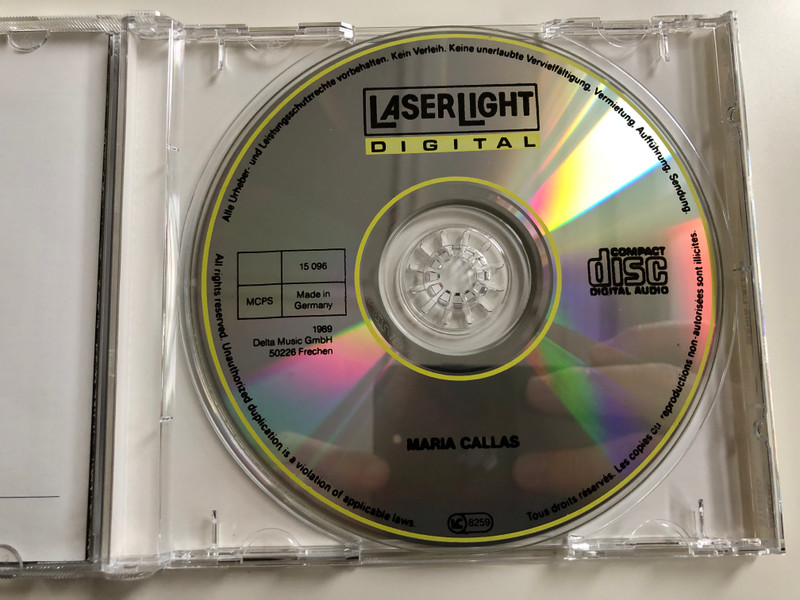 Alle Urheber- und Leistungsschutzrechte vorbehalten. Kein Verleih. Keine unerlaubte Vervielfältigung, Vermietung, Aufführung, Sendung.
LASERLIGHT
DIGITAL
15 096
MCPS
Made in
Germany
1989
Delta Music GmbH
50226 Frechen
COMPACT
disc
DIGITAL AUDIO
MARIA CALLAS
LC 8259
All rights reserved. Unauthorized duplication is a violation of applicable laws.
Tous droits réservés. Les copies ou reproductions non-autorisées sont illicites.